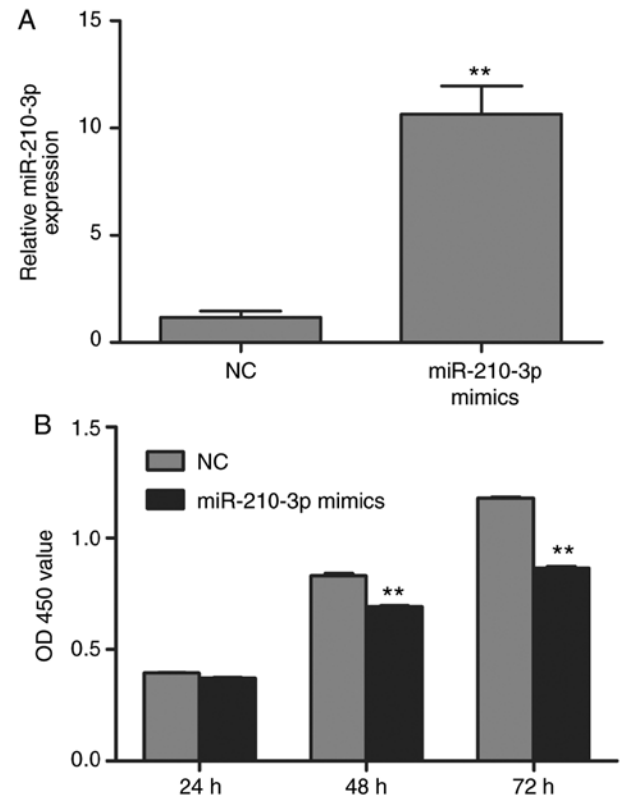 A
15
10
5
0
Relative miR-210-3p
expression
**
NC
miR-210-3p
mimics
B
1.5
1.0
0.5
0.0
OD 450 value
NC
miR-210-3p mimics
**
**
24 h
48 h
72 h